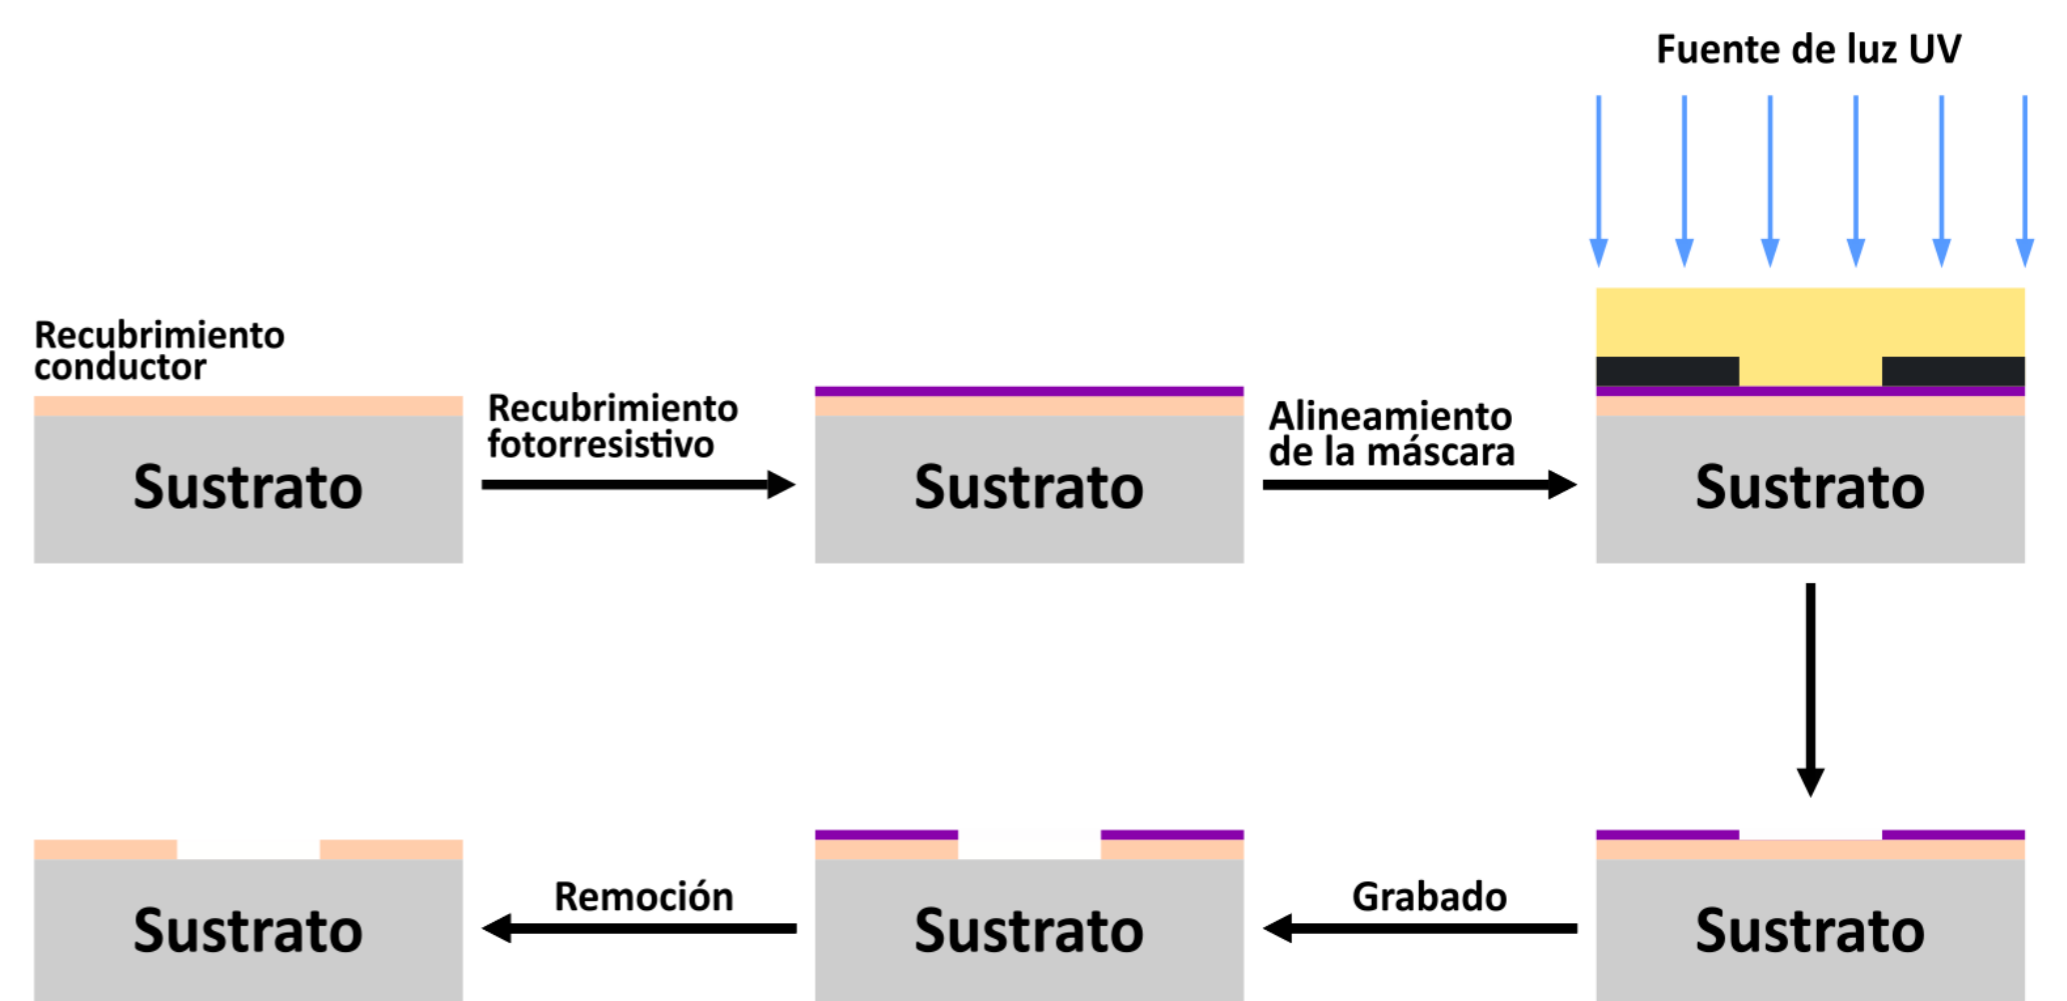 Fuente de luz UV
Recubrimiento
conductor
Sustrato
Recubrimiento
fotorresistivo
Sustrato
Alineamiento
de la máscara
Sustrato
Sustrato
Remoción
Sustrato
Grabado
Sustrato